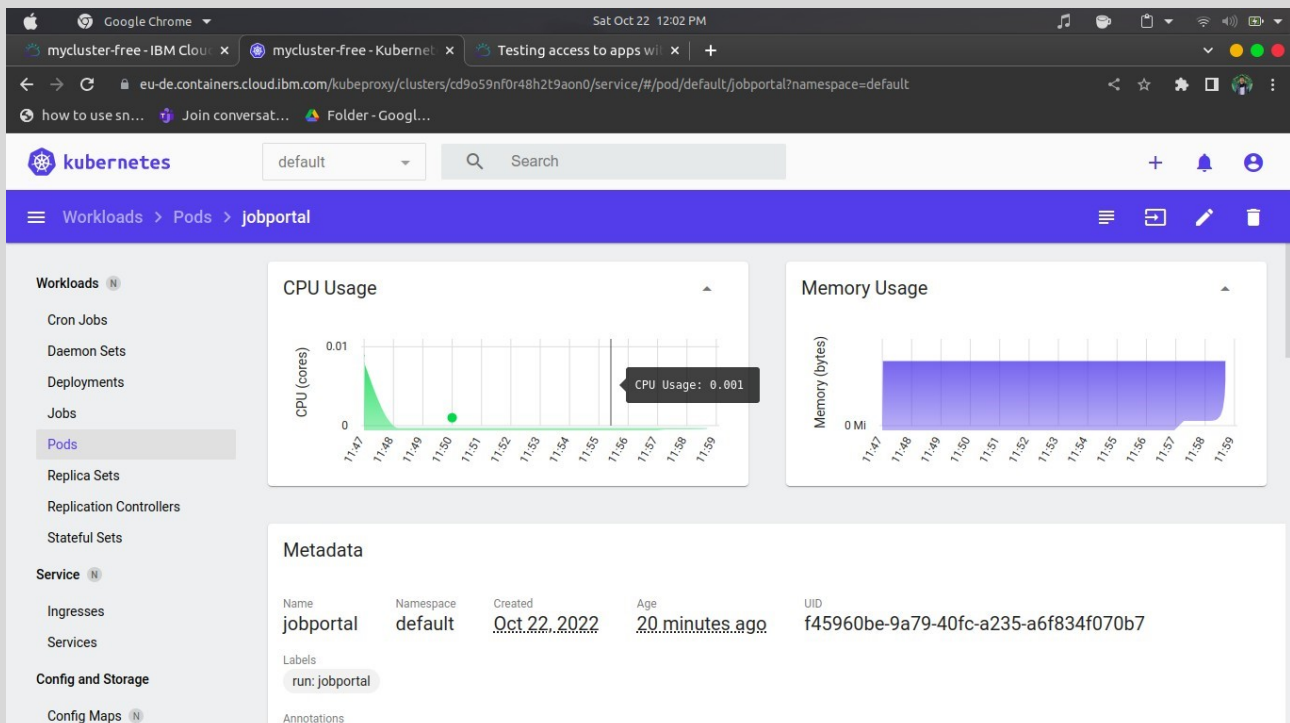 Google Chrome
Sat Oct 22 12:02 PM
mycluster-free - IBM Clou
mycluster-free - Kubernet
Testing access to apps wi
eu-de.containers.cloud.ibm.com/kubeproxy/clusters/cd9o59nf0r48h2t9aon0/service/#/pod/default/jobportal?namespace=default
how to use sn...
Join conversat...
Folder - Googl...
kubernetes
default
Search
Workloads > Pods > jobportal
Workloads N
Cron Jobs
Daemon Sets
Deployments
Jobs
Pods
Replica Sets
Replication Controllers
Stateful Sets
Service N
Ingresses
Services
Config and Storage
Config Maps N
CPU Usage
CPU (cores)
0.01
0
CPU Usage: 0.001
11:47 11:48 11:49 11:50 11:51 11:52 11:53 11:54 11:55 11:56 11:57 11:58 11:59
Memory Usage
Memory (bytes)
0 Mi
11:47 11:48 11:49 11:50 11:51 11:52 11:53 11:54 11:55 11:56 11:57 11:58 11:59
Metadata
Name
jobportal
Namespace
default
Created
Oct 22, 2022
Age
20 minutes ago
UID
f45960be-9a79-40fc-a235-a6f834f070b7
Labels
run: jobportal
Annotations